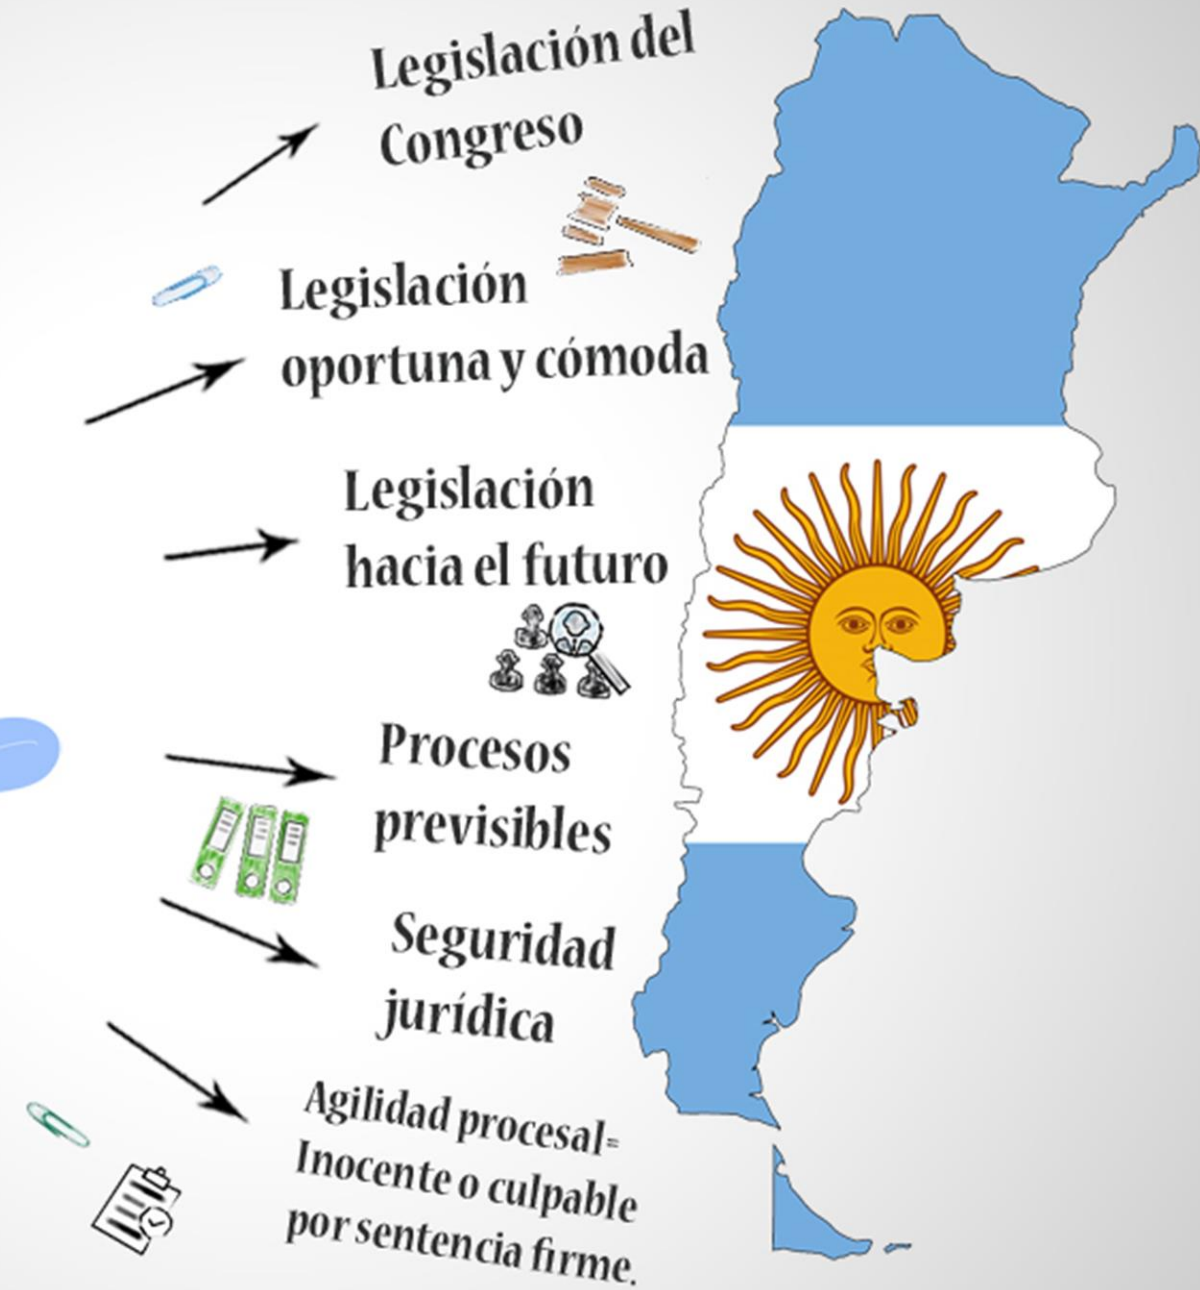 Legislación del
Congreso
Legislación
oportuna y cómoda
Legislación
hacia el futuro
Procesos
previsibles
Seguridad
jurídica
Agilidad procesal=
Inocente o culpable
por sentencia firme.